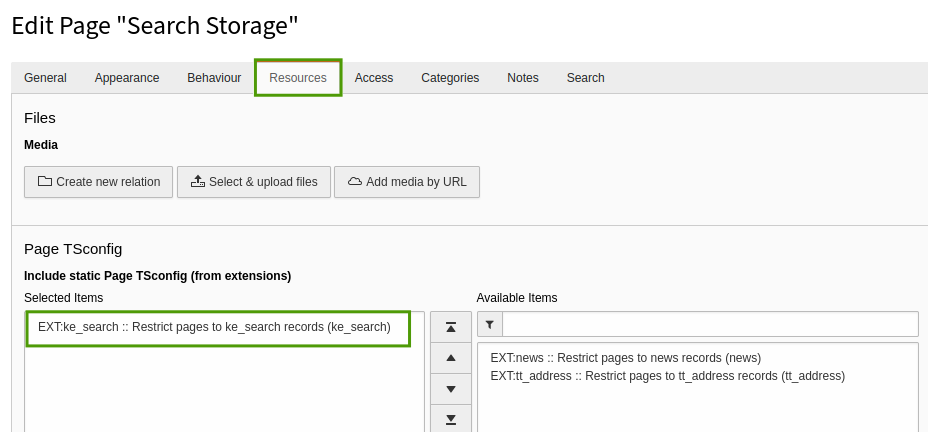 Edit Page "Search Storage"
General Appearance Behaviour Resources Access Categories Notes Search
Files
Media
Create new relation Select & upload files Add media by URL
Page TSconfig
Include static Page TSconfig (from extensions)
Selected Items Available Items
EXT:ke_search :: Restrict pages to ke_search records (ke_search)
EXT:news :: Restrict pages to news records (news)
EXT:tt_address :: Restrict pages to tt_address records (tt_address)